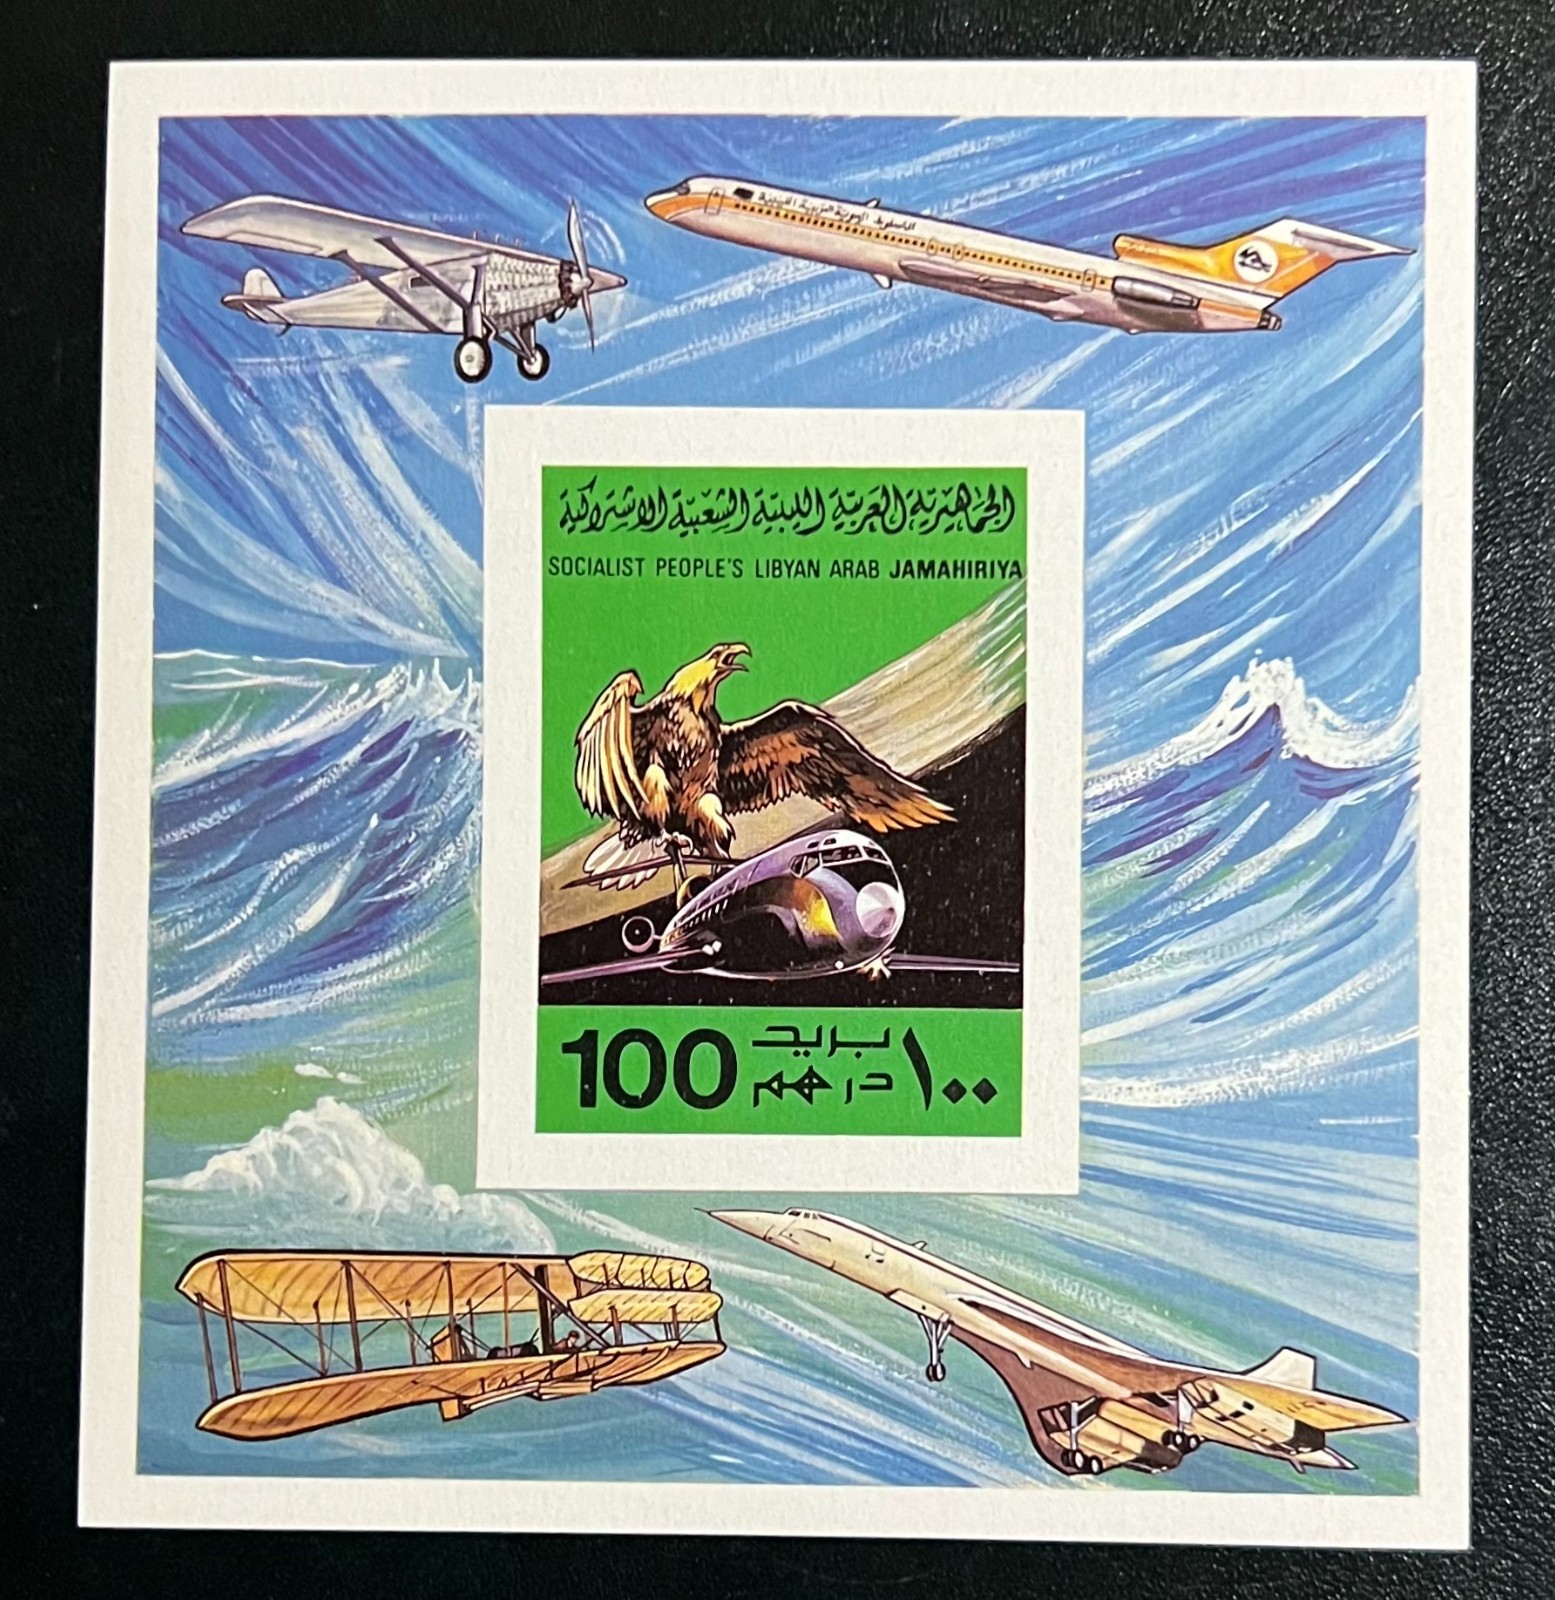 الجماهيرية العربية الليبية الشعبية الاشتراكية
SOCIALIST PEOPLE'S LIBYAN ARAB JAMAHIRIYA
100 بريد ١٠٠
درهم